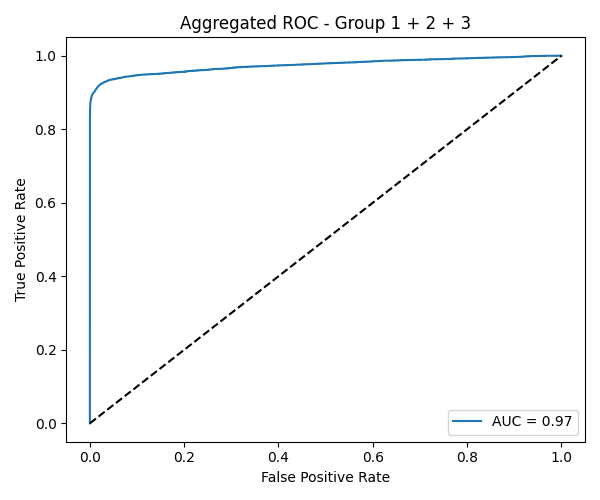 Aggregated ROC - Group 1 + 2 + 3
True Positive Rate
1.0
0.8
0.6
0.4
0.2
0.0
AUC = 0.97
0.0 0.2 0.4 0.6 0.8 1.0
False Positive Rate